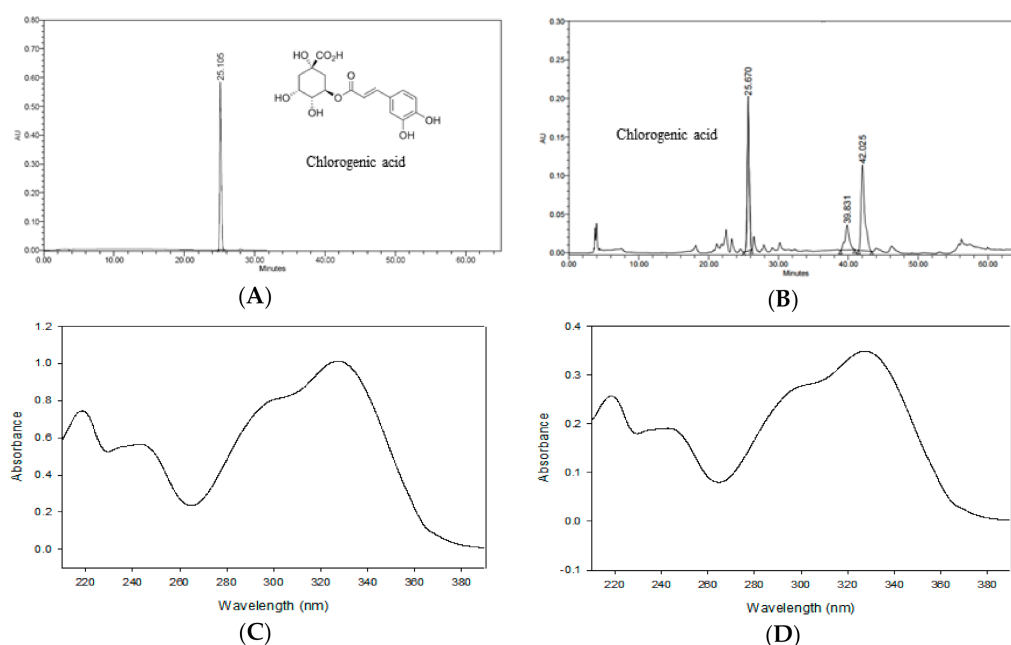 0.80
0.70
0.60
0.50
0.40
0.30
0.20
0.10
0.00
AU
25.105
HO
CO2H
HO
OH
O
O
HO
OH
Chlorogenic acid
0.00
10.00
20.00
30.00
40.00
50.00
60.00
Minutes
(A)
0.30
0.25
0.20
0.15
0.10
0.05
0.00
AU
Chlorogenic acid
25.670
39.831
42.025
0.00
10.00
20.00
30.00
40.00
50.00
60.00
Minutes
(B)
1.2
1.0
0.8
0.6
0.4
0.2
0.0
Absorbance
220 240 260 280 300 320 340 360 380
Wavelength (nm)
(C)
0.4
0.3
0.2
0.1
0.0
-0.1
Absorbance
220 240 260 280 300 320 340 360 380
Wavelength (nm)
(D)